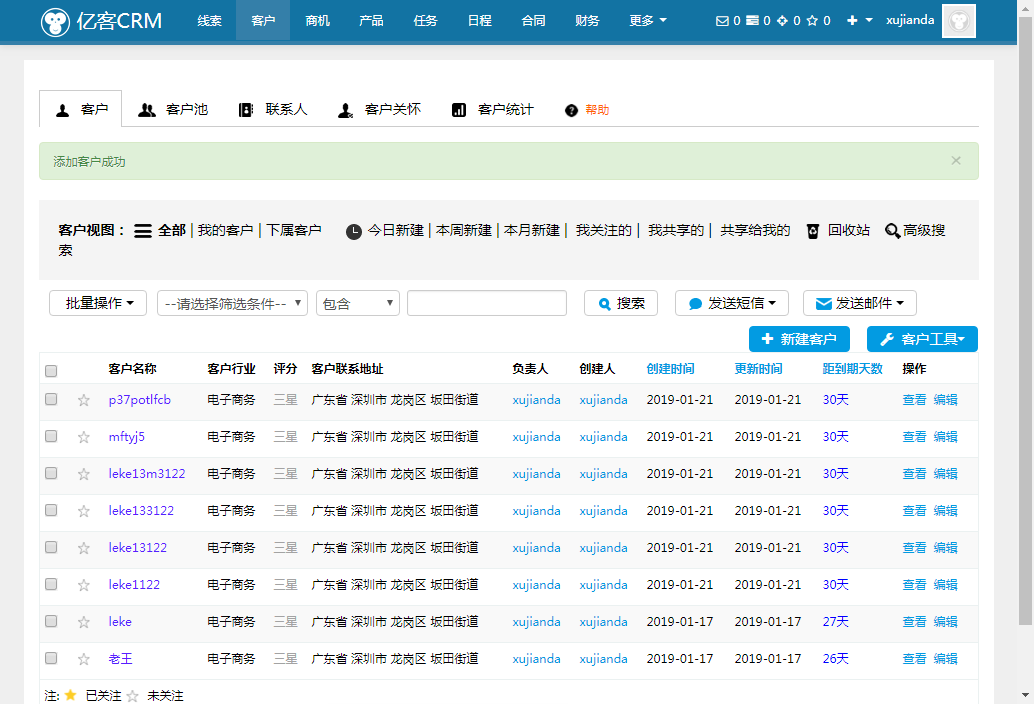 亿客CRM 线索 客户 商机 产品 任务 日程 合同 财务 更多 0 0 0 0 xujianda
客户 客户池 联系人 客户关怀 客户统计 帮助
添加客户成功 ×
客户视图： 全部 | 我的客户 | 下属客户 今日新建 | 本周新建 | 本月新建 | 我关注的 | 我共享的 | 共享给我的 回收站 高级搜
索
批量操作 --请选择筛选条件-- 包含 搜索 发送短信 发送邮件
新建客户 客户工具
客户名称 客户行业 评分 客户联系地址 负责人 创建人 创建时间 更新时间 距到期天数 操作
p37potlfcb 电子商务 三星 广东省 深圳市 龙岗区 坂田街道 xujianda xujianda 2019-01-21 2019-01-21 30天 查看 编辑
mftyj5 电子商务 三星 广东省 深圳市 龙岗区 坂田街道 xujianda xujianda 2019-01-21 2019-01-21 30天 查看 编辑
leke13m3122 电子商务 三星 广东省 深圳市 龙岗区 坂田街道 xujianda xujianda 2019-01-21 2019-01-21 30天 查看 编辑
leke133122 电子商务 三星 广东省 深圳市 龙岗区 坂田街道 xujianda xujianda 2019-01-21 2019-01-21 30天 查看 编辑
leke13122 电子商务 三星 广东省 深圳市 龙岗区 坂田街道 xujianda xujianda 2019-01-21 2019-01-21 30天 查看 编辑
leke1122 电子商务 三星 广东省 深圳市 龙岗区 坂田街道 xujianda xujianda 2019-01-21 2019-01-21 30天 查看 编辑
leke 电子商务 三星 广东省 深圳市 龙岗区 坂田街道 xujianda xujianda 2019-01-17 2019-01-17 27天 查看 编辑
老王 电子商务 三星 广东省 深圳市 龙岗区 坂田街道 xujianda xujianda 2019-01-17 2019-01-17 26天 查看 编辑
注: 已关注 未关注